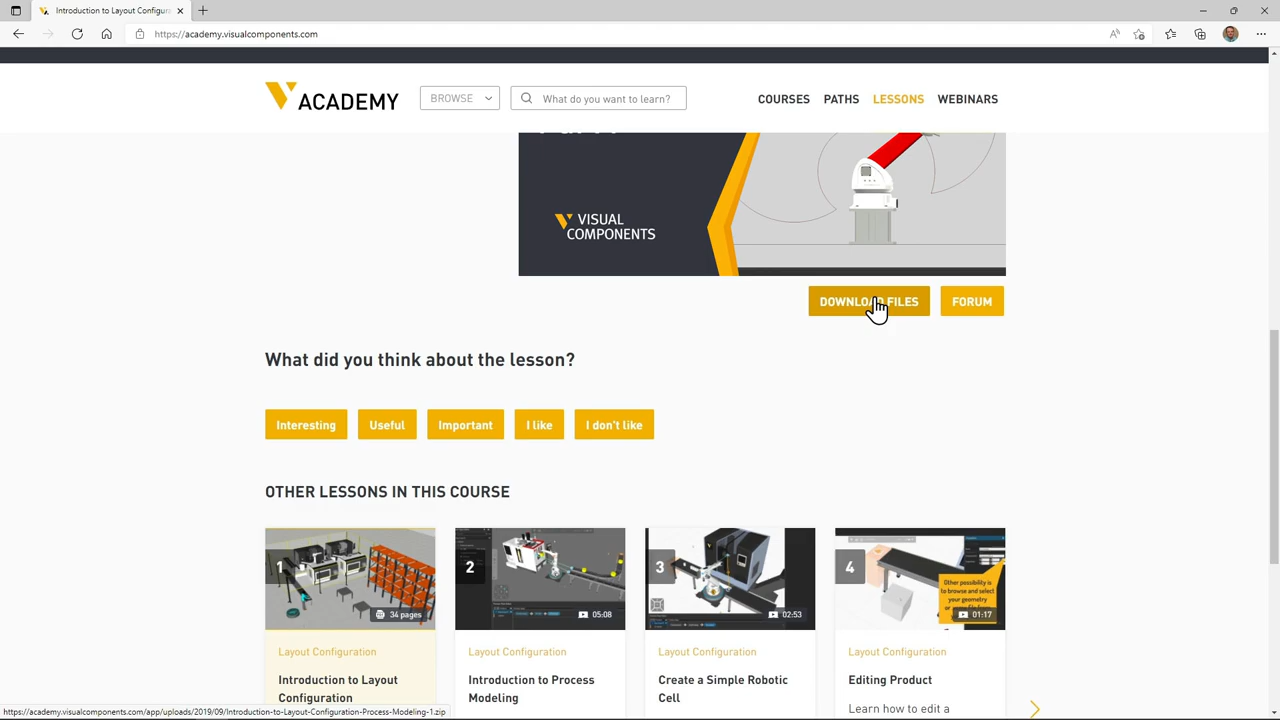 Introduction to Layout Configura
https://academy.visualcomponents.com
ACADEMY
BROWSE
What do you want to learn?
COURSES
PATHS
LESSONS
WEBINARS
VISUAL
COMPONENTS
DOWNLOAD FILES
FORUM
What did you think about the lesson?
Interesting
Useful
Important
I like
I don't like
OTHER LESSONS IN THIS COURSE
1
34 pages
2
05:08
3
02:53
4
Other possibility is
to browse and select
your geometry
01:17
Layout Configuration
Layout Configuration
Layout Configuration
Layout Configuration
Introduction to Layout
Configuration
Introduction to Process
Modeling
Create a Simple Robotic
Cell
Editing Product
Learn how to edit a
https://academy.visualcomponents.com/app/uploads/2019/09/Introduction-to-Layout-Configuration-Process-Modeling-1.zip